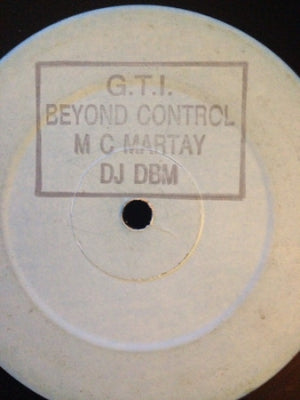 G.T.I.
BEYOND CONTROL
M C MARTAY
DJ DBM